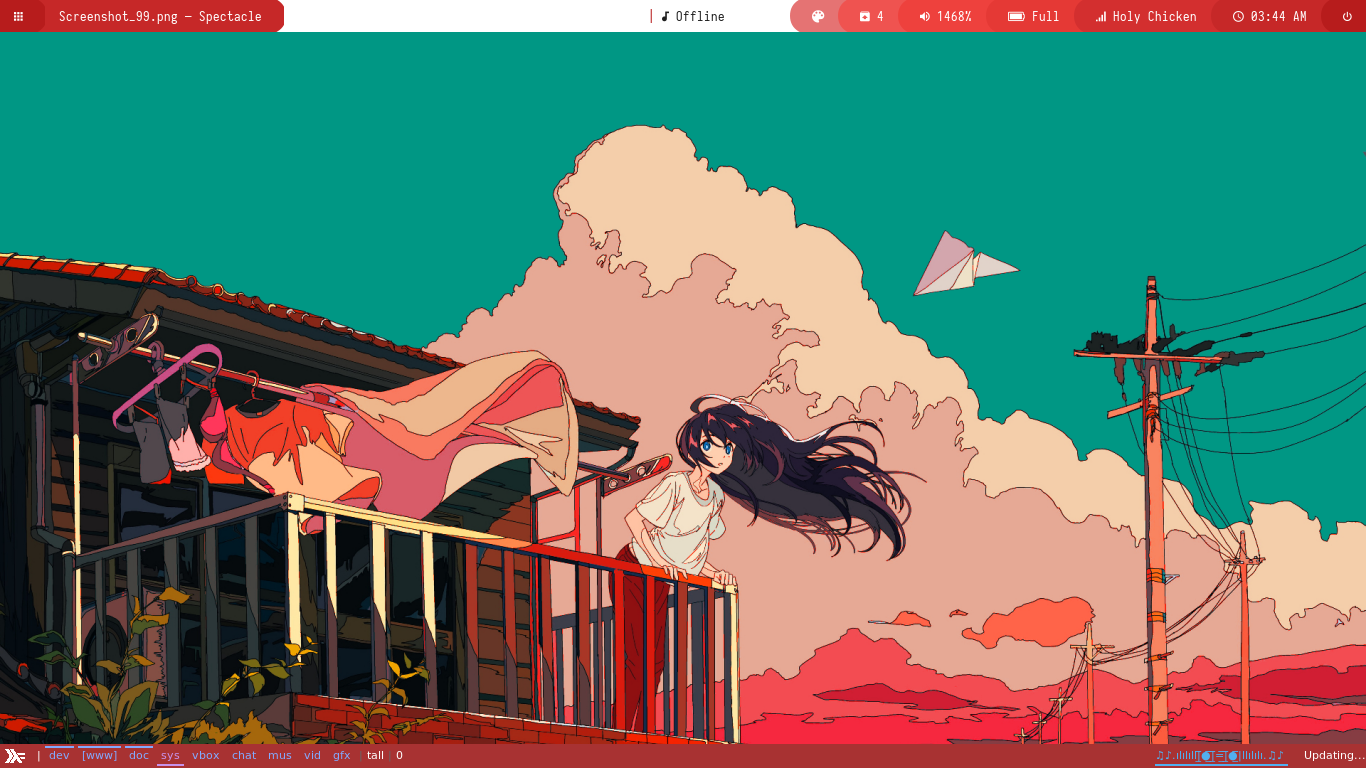 Screenshot_99.png — Spectacle
Offline
4
1468%
Full
Holy Chicken
03:44 AM
dev [www] doc sys vbox chat mus vid gfx | tall 0
Updating...